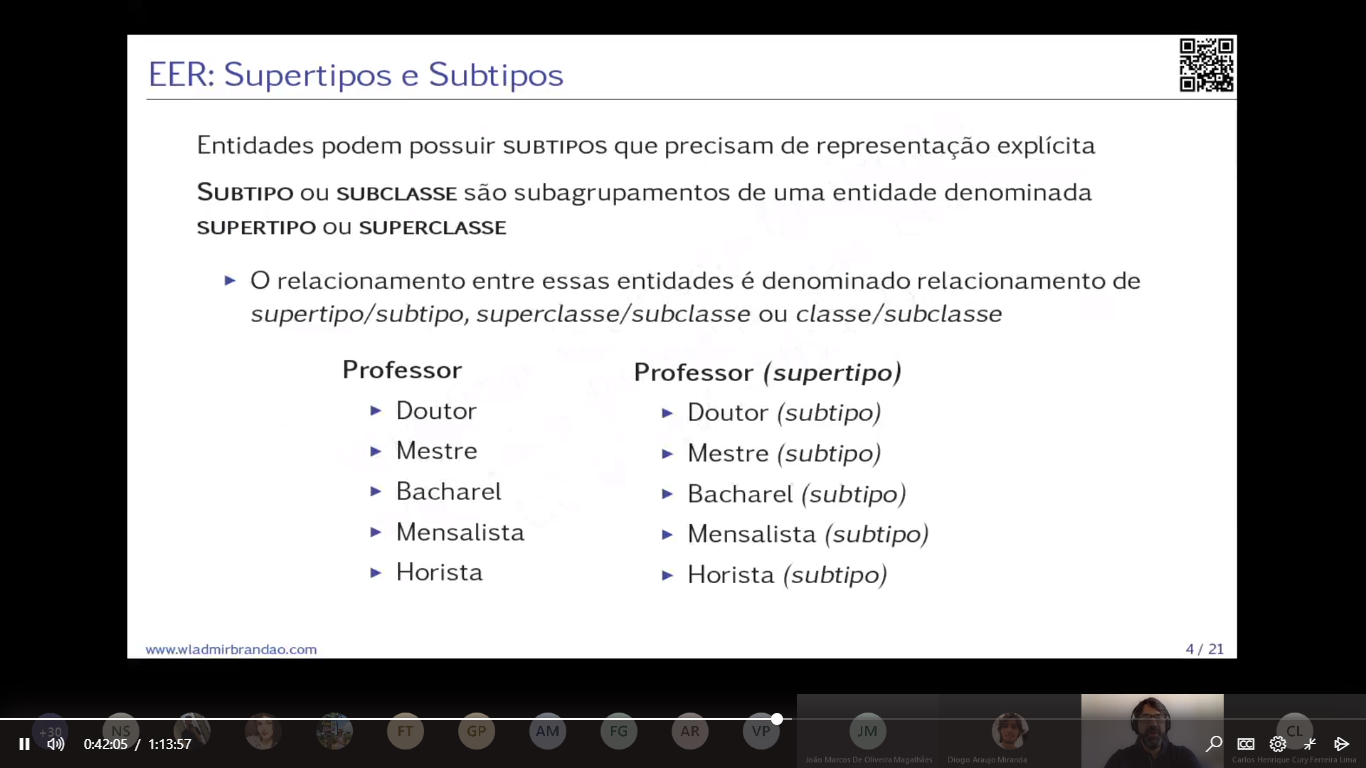 EER: Supertipos e Subtipos
Entidades podem possuir SUBTIPOS que precisam de representação explícita
SUBTIPO ou SUBCLASSE são subagrupamentos de uma entidade denominada
SUPERTIPO ou SUPERCLASSE
O relacionamento entre essas entidades é denominado relacionamento de
supertipo/subtipo, superclasse/subclasse ou classe/subclasse
Professor
Doutor
Mestre
Bacharel
Mensalista
Horista
Professor (supertipo)
Doutor (subtipo)
Mestre (subtipo)
Bacharel (subtipo)
Mensalista (subtipo)
Horista (subtipo)
www.wladmirbrandao.com
4 / 21
+30
NS
FT
GP
AM
FG
AR
VP
JM
CL
0:42:05 / 1:13:57
João Marcos De Oliveira Magalhães
Diogo Araujo Miranda
Carlos Henrique Cury Ferreira Lima